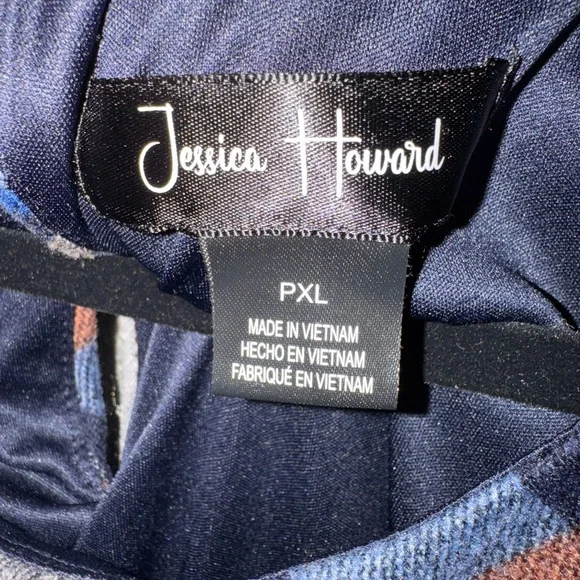 Jessica Howard
PXL
MADE IN VIETNAM
HECHO EN VIETNAM
FABRIQUÉ EN VIETNAM